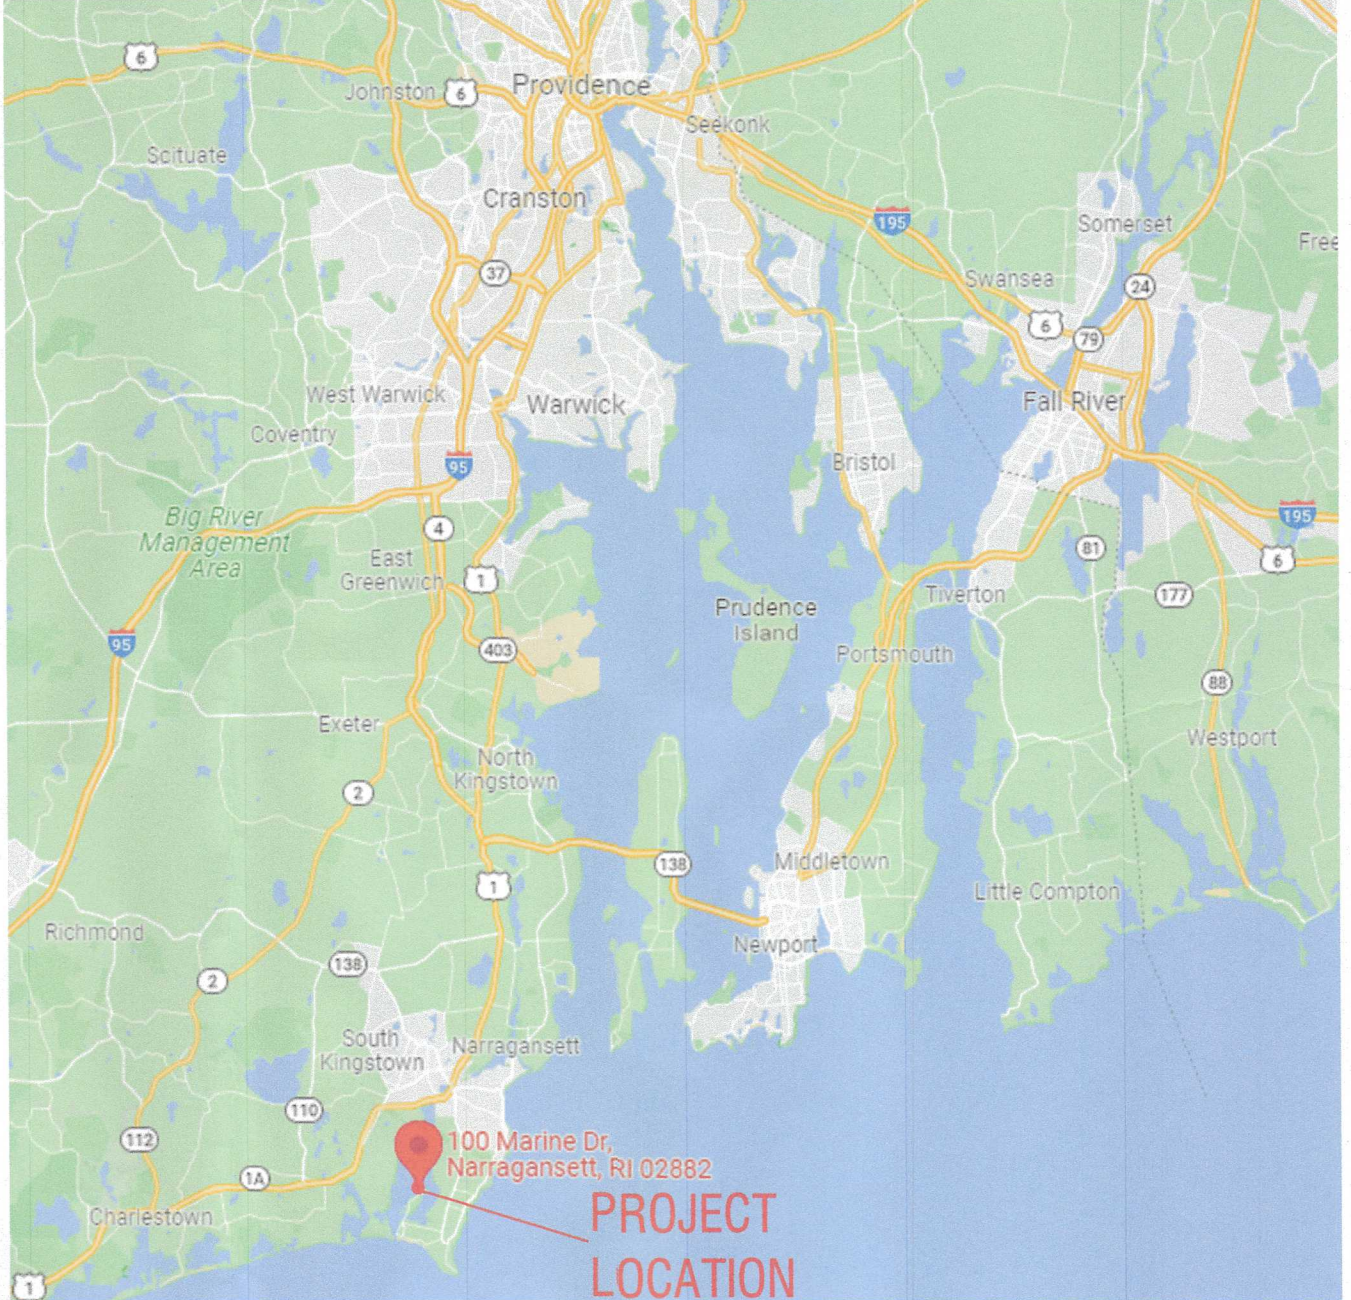 6
Johnston
6
Providence
Seekonk
Scituate
Cranston
195
Somerset
Free
37
Swansea
24
6
79
West Warwick
Warwick
Fall River
Coventry
95
Bristol
Big River
Management
Area
4
195
East
Greenwich
1
81
6
Prudence
Island
Tiverton
177
95
403
Portsmouth
88
Exeter
North
Kingstown
Westport
2
138
Middletown
1
Little Compton
Richmond
Newport
138
2
South
Kingstown
Narragansett
110
112
100 Marine Dr,
Narragansett, RI 02882
1A
Charlestown
PROJECT
LOCATION
1